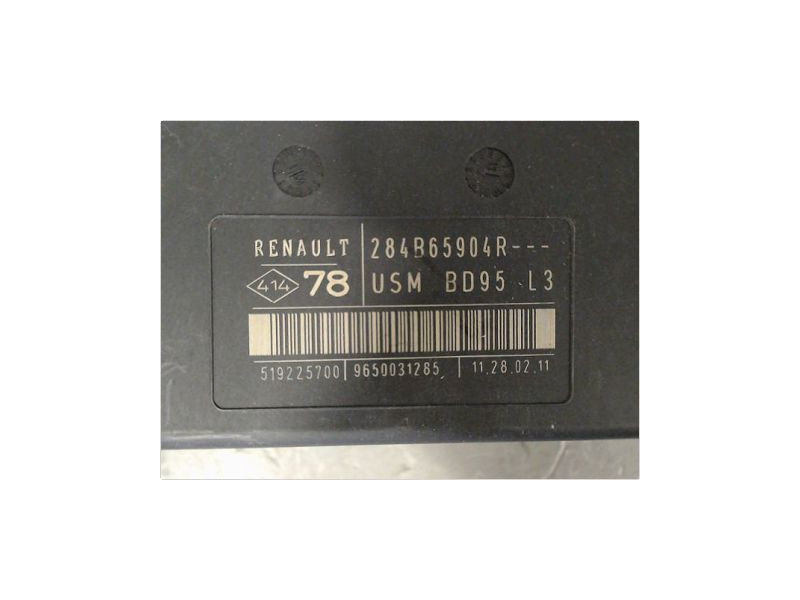 RENAULT 284B65904R---
414 78 USM BD95 L3
519225700 9650031285 11.28.02.11